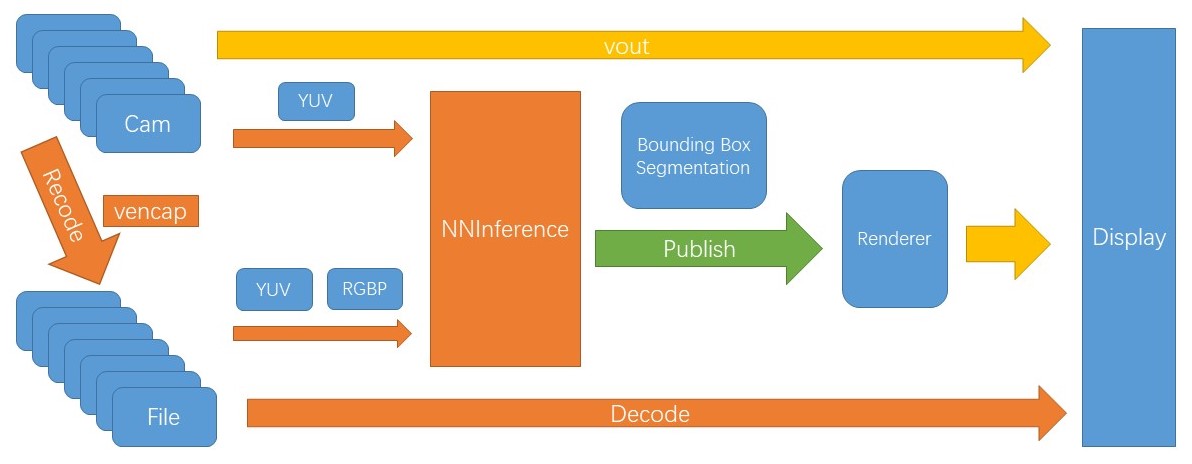 vout
Cam
YUV
Recode
vencap
NNInference
Bounding Box
Segmentation
Publish
Renderer
Display
YUV
RGBP
File
Decode